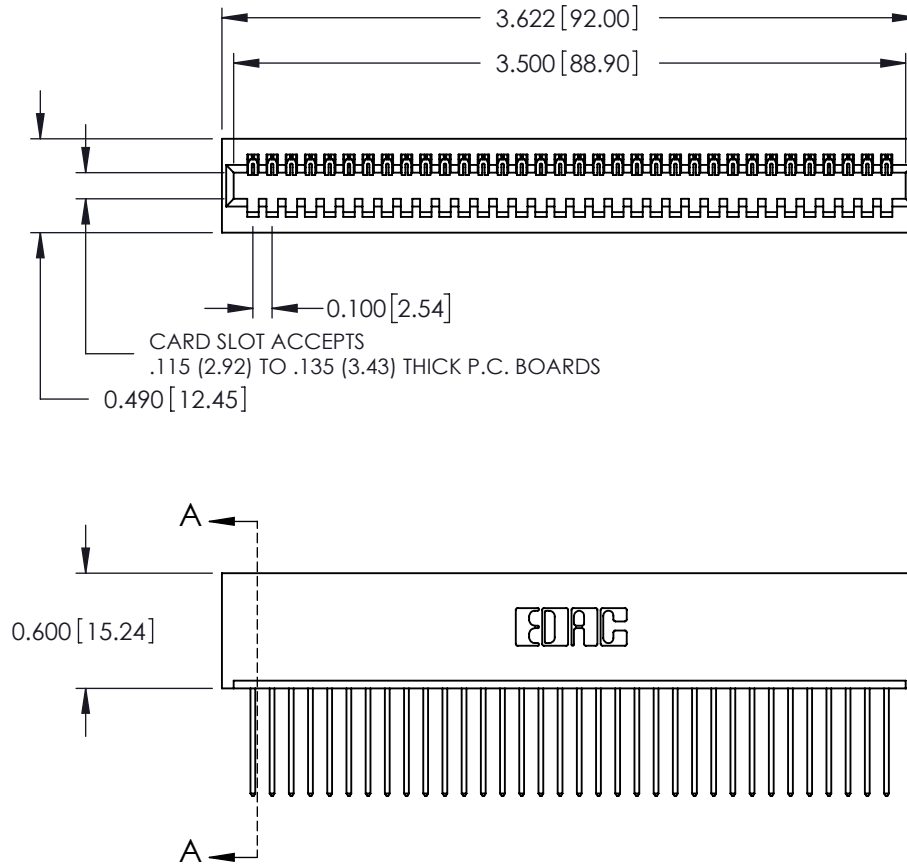 3.622 [92.00]
3.500 [88.90]
0.100 [2.54]
CARD SLOT ACCEPTS
.115 (2.92) TO .135 (3.43) THICK P.C. BOARDS
0.490 [12.45]
A
0.600 [15.24]
EDAC
A